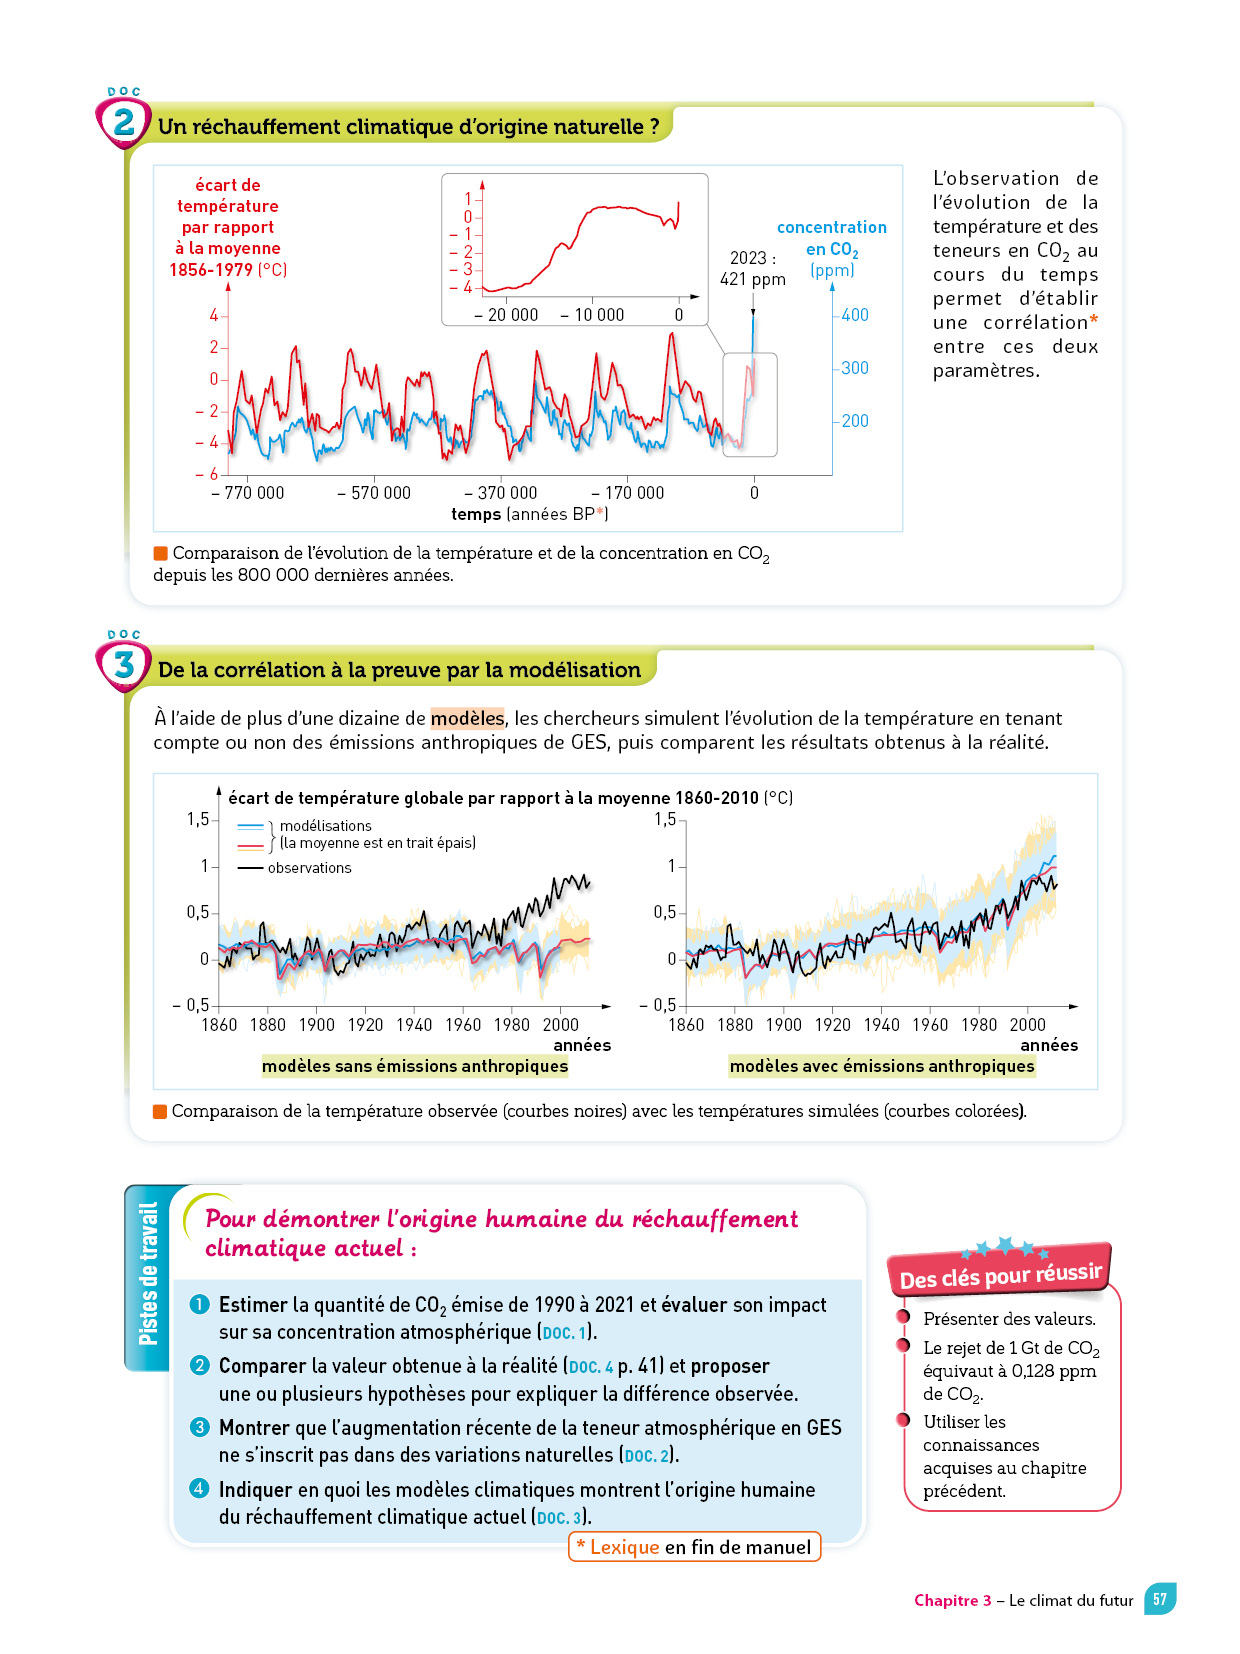 DOC
2
Un réchauffement climatique d'origine naturelle ?
écart de
température
par rapport
à la moyenne
1856-1979 (°C)
4
2
0
– 2
– 4
– 6
1
0
– 1
– 2
– 3
– 4
– 20 000 – 10 000 0
2023 :
421 ppm
concentration
en CO2
(ppm)
400
300
200
– 770 000 – 570 000 – 370 000 – 170 000 0
temps (années BP*)
L'observation de
l'évolution de la
température et des
teneurs en CO2 au
cours du temps
permet d'établir
une corrélation*
entre ces deux
paramètres.
Comparaison de l'évolution de la température et de la concentration en CO2
depuis les 800 000 dernières années.
DOC
3
De la corrélation à la preuve par la modélisation
À l'aide de plus d'une dizaine de modèles, les chercheurs simulent l'évolution de la température en tenant
compte ou non des émissions anthropiques de GES, puis comparent les résultats obtenus à la réalité.
écart de température globale par rapport à la moyenne 1860-2010 (°C)
1,5
1
0,5
0
– 0,5
modélisations
(la moyenne est en trait épais)
observations
1860 1880 1900 1920 1940 1960 1980 2000
années
modèles sans émissions anthropiques
1,5
1
0,5
0
– 0,5
1860 1880 1900 1920 1940 1960 1980 2000
années
modèles avec émissions anthropiques
Comparaison de la température observée (courbes noires) avec les températures simulées (courbes colorées).
Pistes de travail
Pour démontrer l'origine humaine du réchauffement
climatique actuel :
1 Estimer la quantité de CO2 émise de 1990 à 2021 et évaluer son impact
sur sa concentration atmosphérique (DOC. 1).
2 Comparer la valeur obtenue à la réalité (DOC. 4 p. 41) et proposer
une ou plusieurs hypothèses pour expliquer la différence observée.
3 Montrer que l'augmentation récente de la teneur atmosphérique en GES
ne s'inscrit pas dans des variations naturelles (DOC. 2).
4 Indiquer en quoi les modèles climatiques montrent l'origine humaine
du réchauffement climatique actuel (DOC. 3).
* Lexique en fin de manuel
Des clés pour réussir
Présenter des valeurs.
Le rejet de 1 Gt de CO2
équivaut à 0,128 ppm
de CO2.
Utiliser les
connaissances
acquises au chapitre
précédent.
Chapitre 3 – Le climat du futur 57